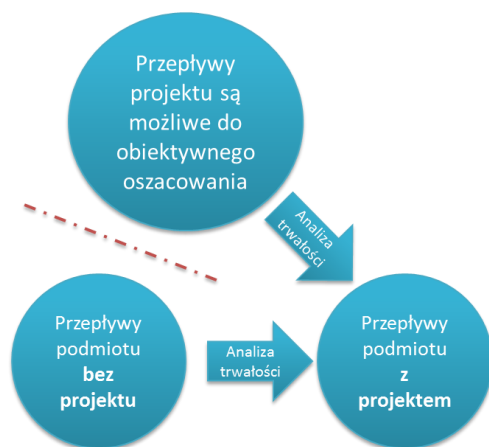 Przepływy
projektu są
możliwe do
obiektywnego
oszacowania
Analiza
trwałości
Przepływy
podmiotu
bez
projektu
Analiza
trwałości
Przepływy
podmiotu
z
projektem